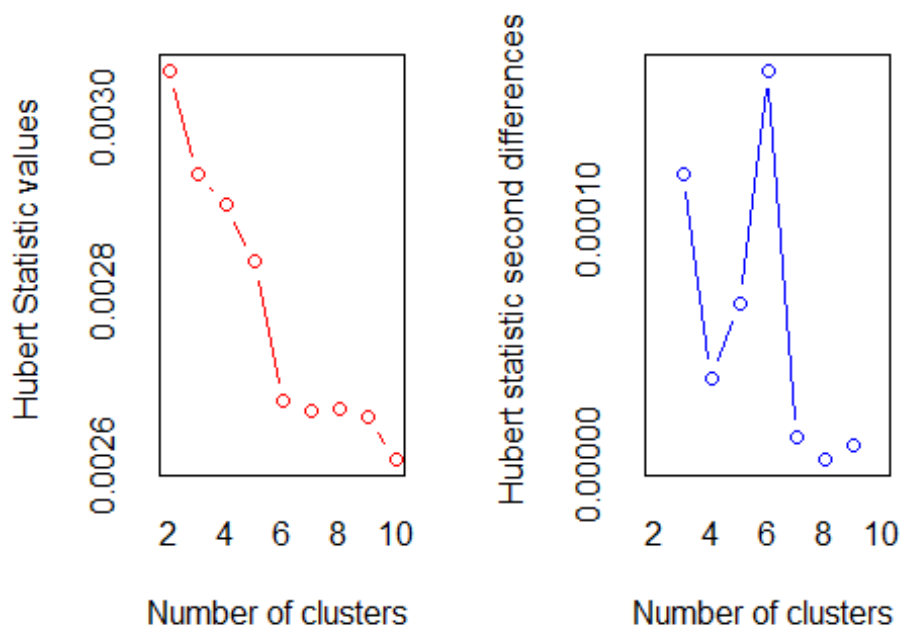 Hubert Statistic values
0.0026 0.0028 0.0030
2 4 6 8 10
Number of clusters
Hubert statistic second differences
0.00000 0.00010
2 4 6 8 10
Number of clusters